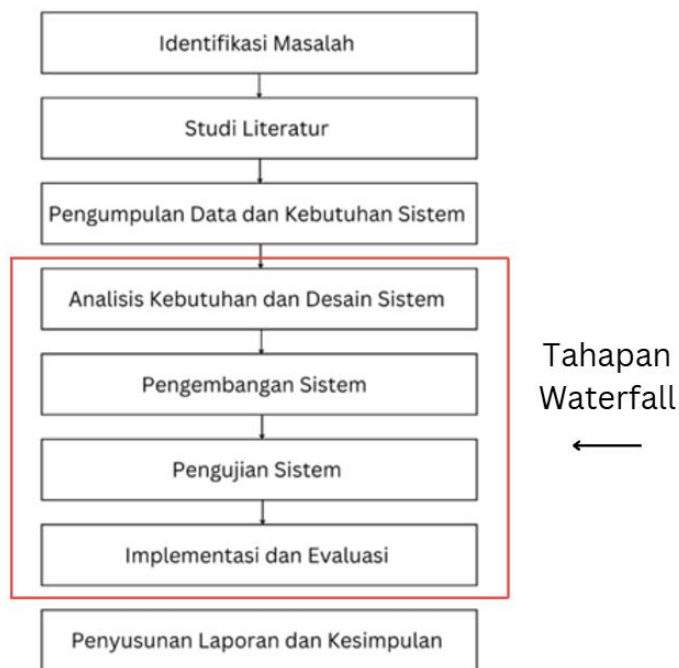 Identifikasi Masalah
Studi Literatur
Pengumpulan Data dan Kebutuhan Sistem
Analisis Kebutuhan dan Desain Sistem
Pengembangan Sistem
Pengujian Sistem
Implementasi dan Evaluasi
Penyusunan Laporan dan Kesimpulan
Tahapan
Waterfall